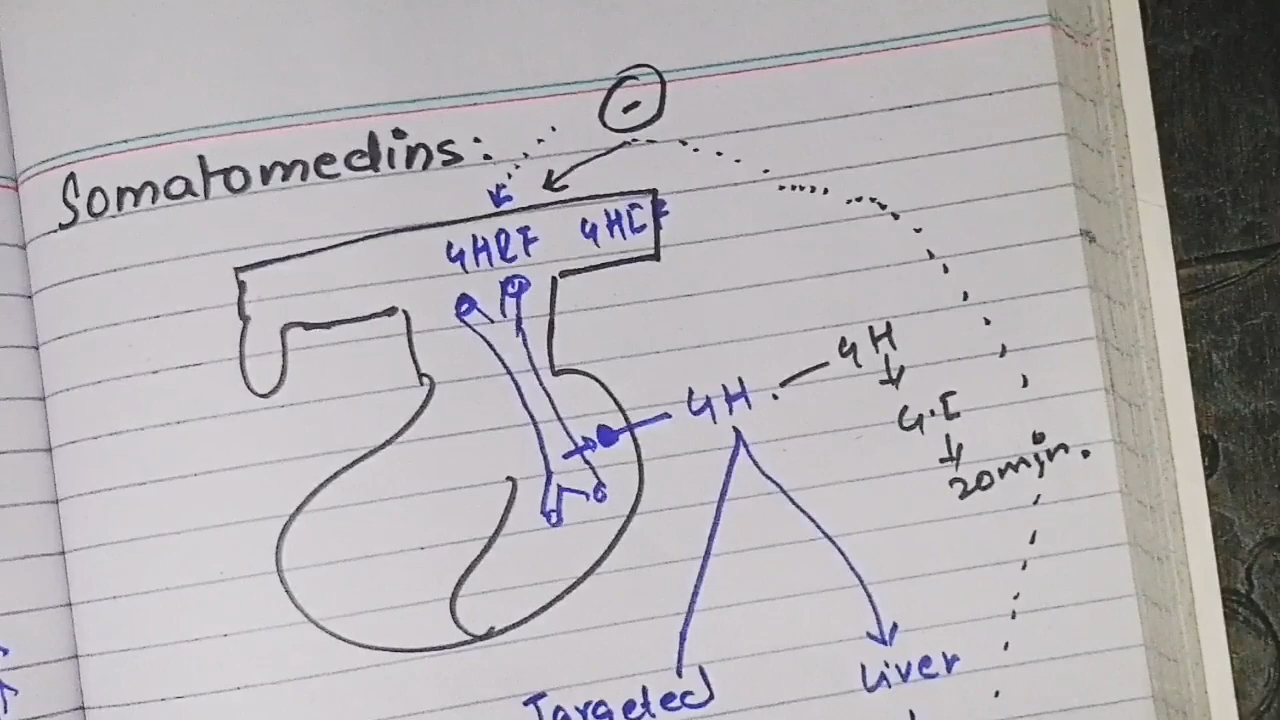 Somatomedins:
-
GHRF GHIF
GH. - GH
G.I
20min.
Liver
Targeted